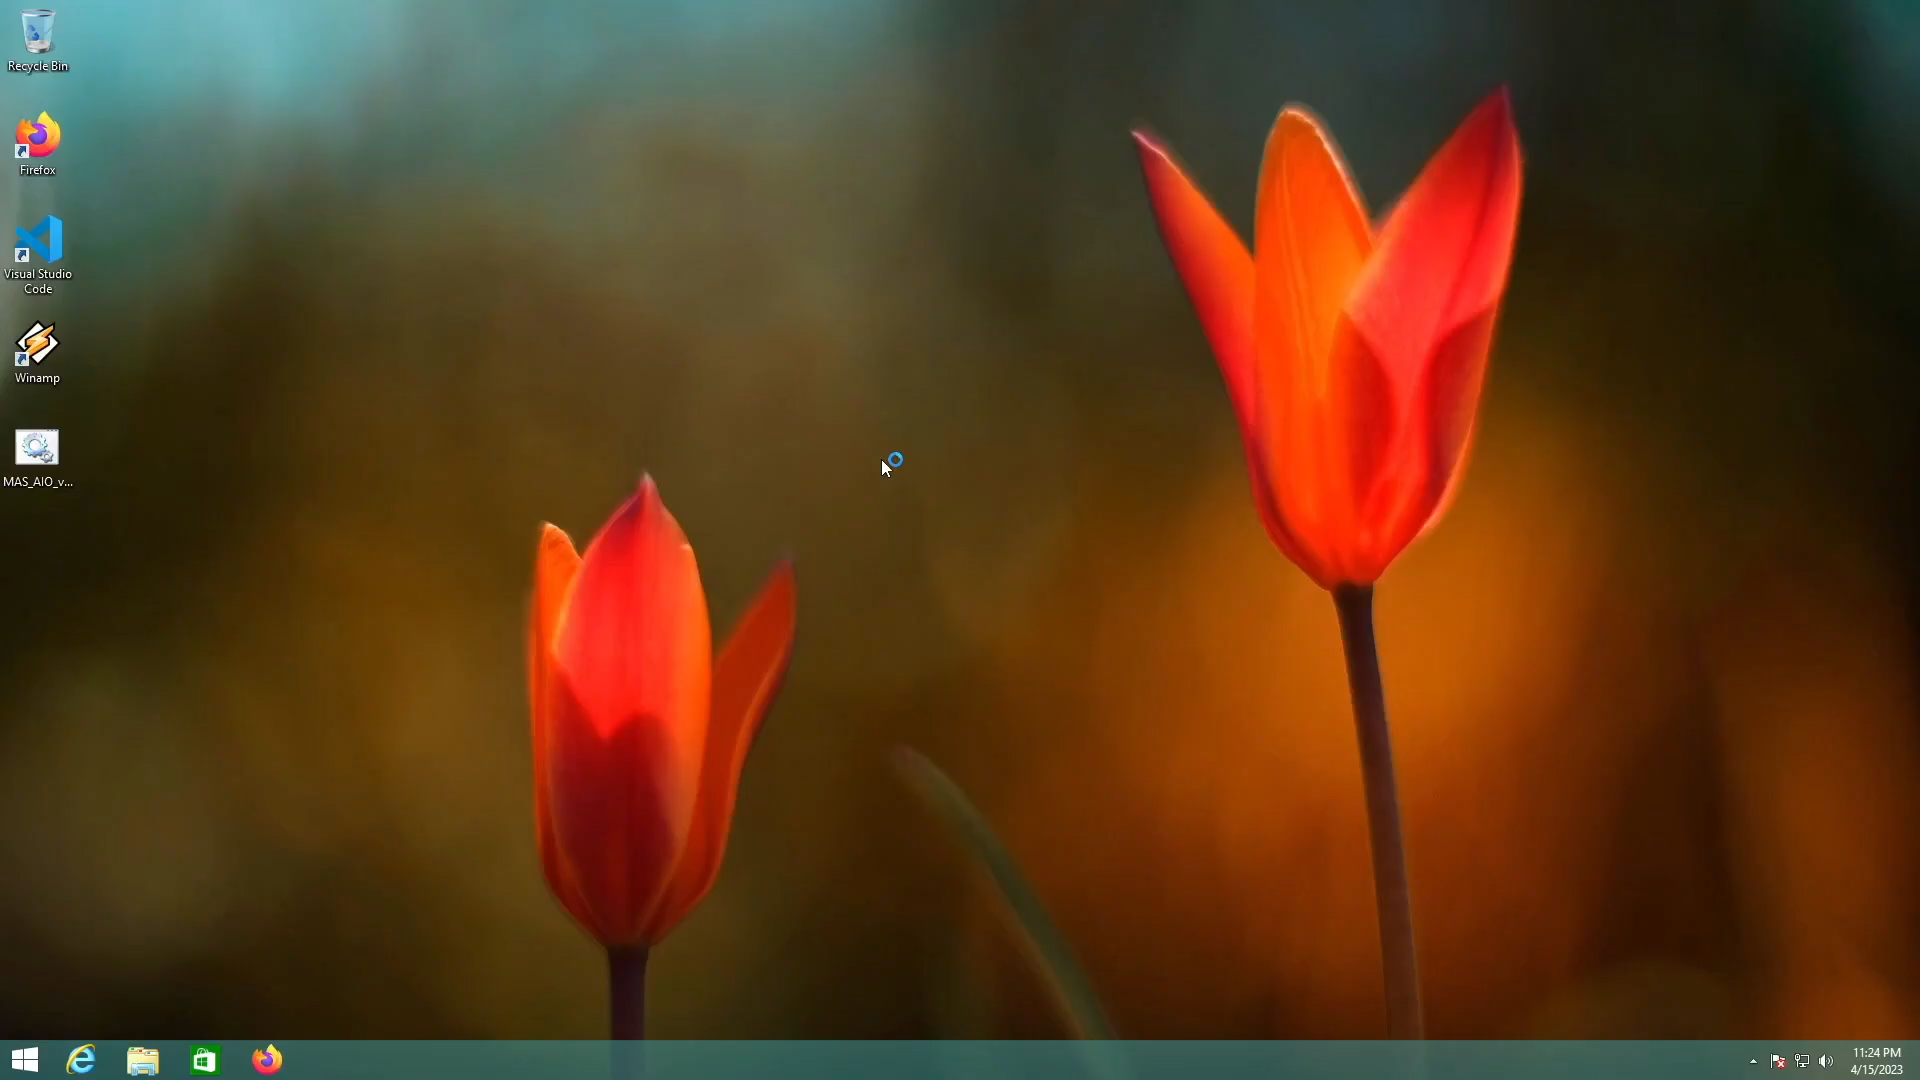 Recycle Bin
Firefox
Visual Studio
Code
Winamp
MAS_AIO_v...
11:24 PM
4/15/2023